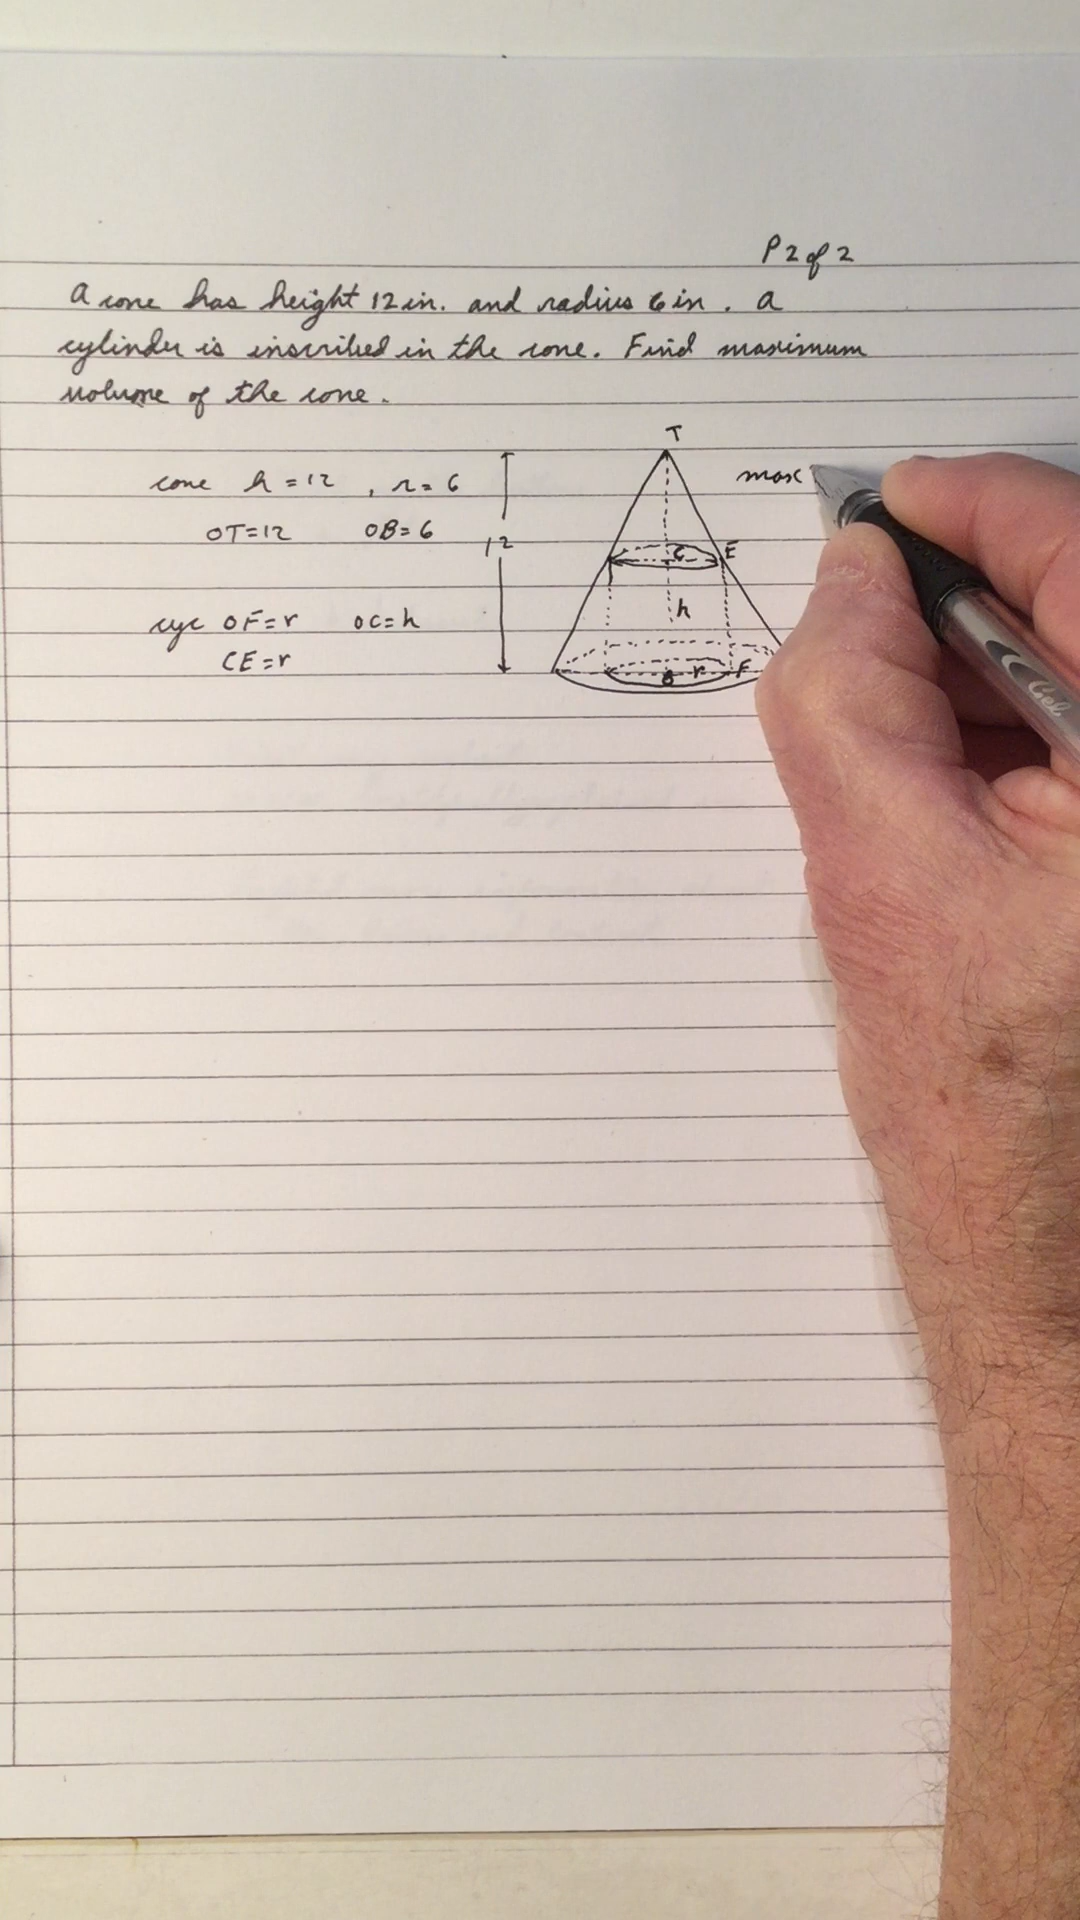 P 2 of 2
A cone has height 12 in. and radius 6 in. A
cylinder is inscribed in the cone. Find maximum
volume of the cone.
T
cone h = 12 , r = 6
max
OT=12 OB=6
12
C E
h
cyc OF=r OC=h
CE=r
O r F
Gel